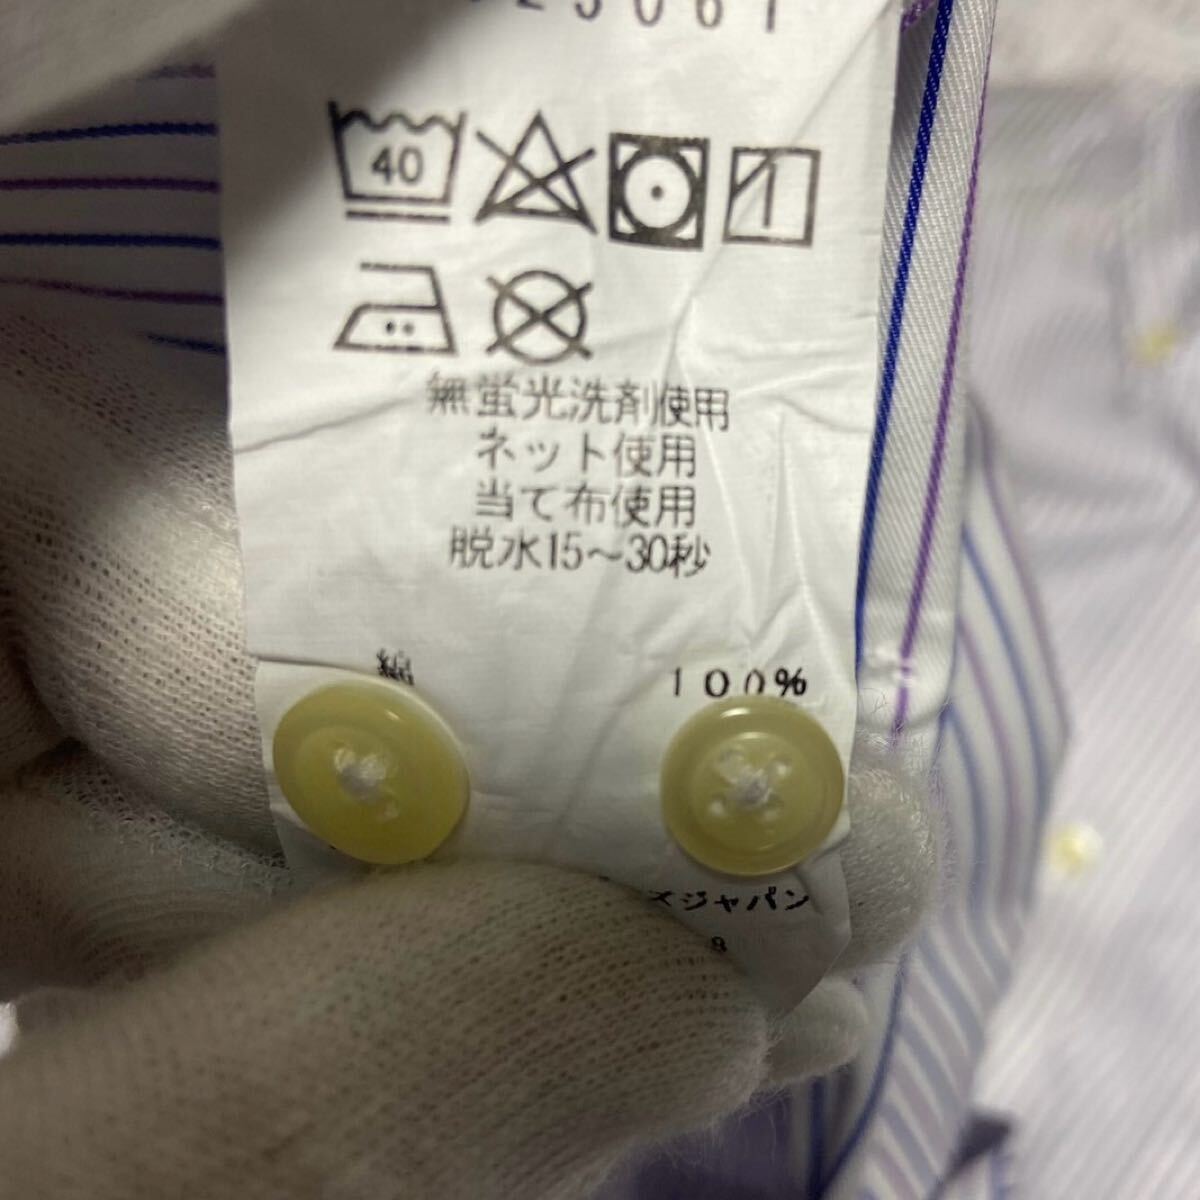 40
無蛍光洗剤使用
ネット使用
当て布使用
脱水15～30秒
綿 100%
ズジャパン